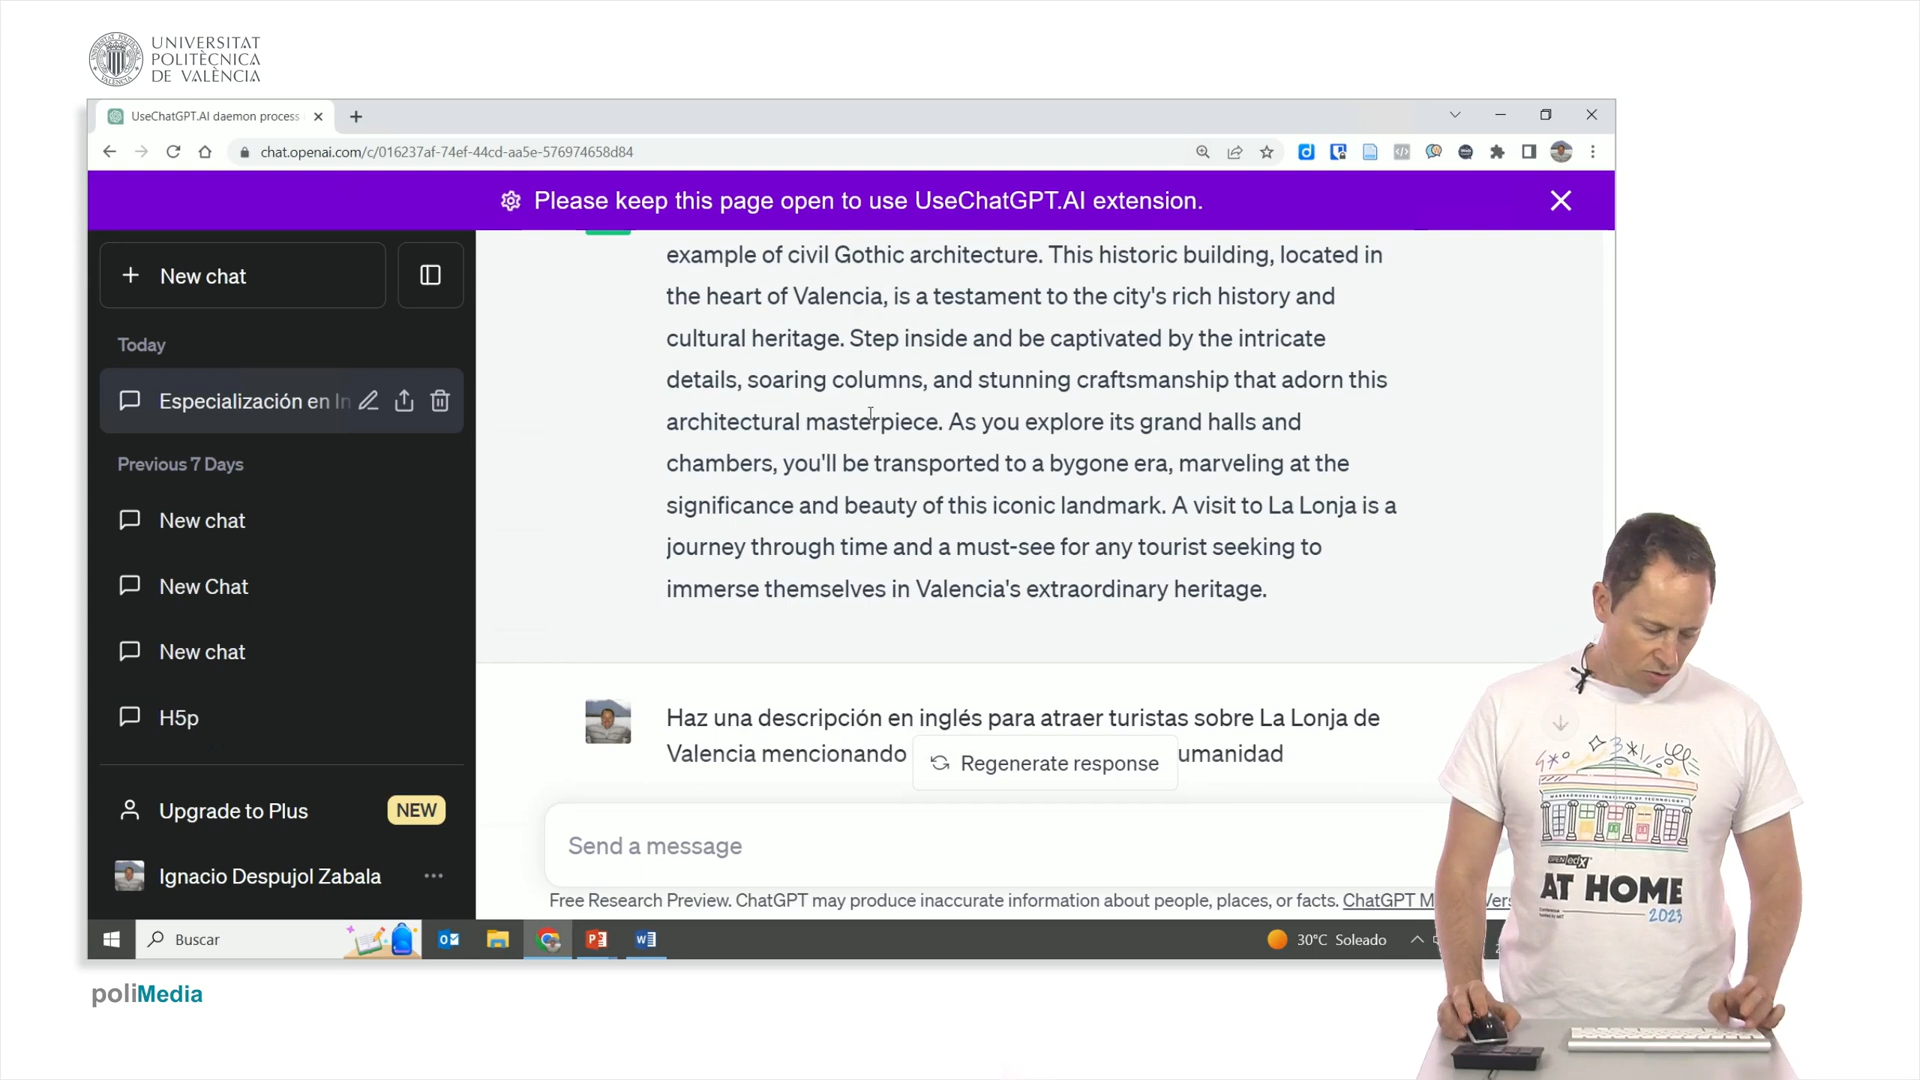 UNIVERSITAT
POLITÈCNICA
DE VALÈNCIA
UseChatGPT.AI daemon process
chat.openai.com/c/016237af-74ef-44cd-aa5e-576974658d84
Please keep this page open to use UseChatGPT.AI extension.
New chat
Today
Especialización en In
Previous 7 Days
New chat
New Chat
New chat
H5p
Upgrade to Plus
NEW
Ignacio Despujol Zabala
example of civil Gothic architecture. This historic building, located in
the heart of Valencia, is a testament to the city's rich history and
cultural heritage. Step inside and be captivated by the intricate
details, soaring columns, and stunning craftsmanship that adorn this
architectural masterpiece. As you explore its grand halls and
chambers, you'll be transported to a bygone era, marveling at the
significance and beauty of this iconic landmark. A visit to La Lonja is a
journey through time and a must-see for any tourist seeking to
immerse themselves in Valencia's extraordinary heritage.
Haz una descripción en inglés para atraer turistas sobre La Lonja de
Valencia mencionando
umanidad
Regenerate response
Send a message
Free Research Preview. ChatGPT may produce inaccurate information about people, places, or facts. ChatGPT M
Vers
Buscar
30°C Soleado
MASSACHUSETTS INSTITUTE OF TECHNOLOGY
OPEN edX
AT HOME
2023
poliMedia